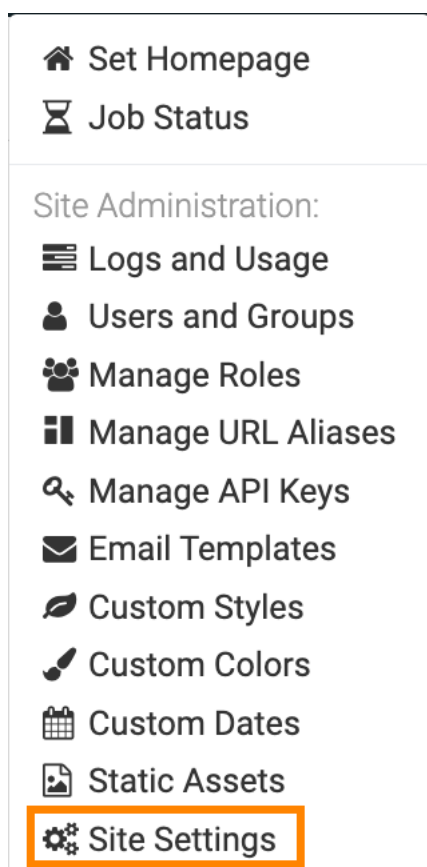 Set Homepage
Job Status
Site Administration:
Logs and Usage
Users and Groups
Manage Roles
Manage URL Aliases
Manage API Keys
Email Templates
Custom Styles
Custom Colors
Custom Dates
Static Assets
Site Settings